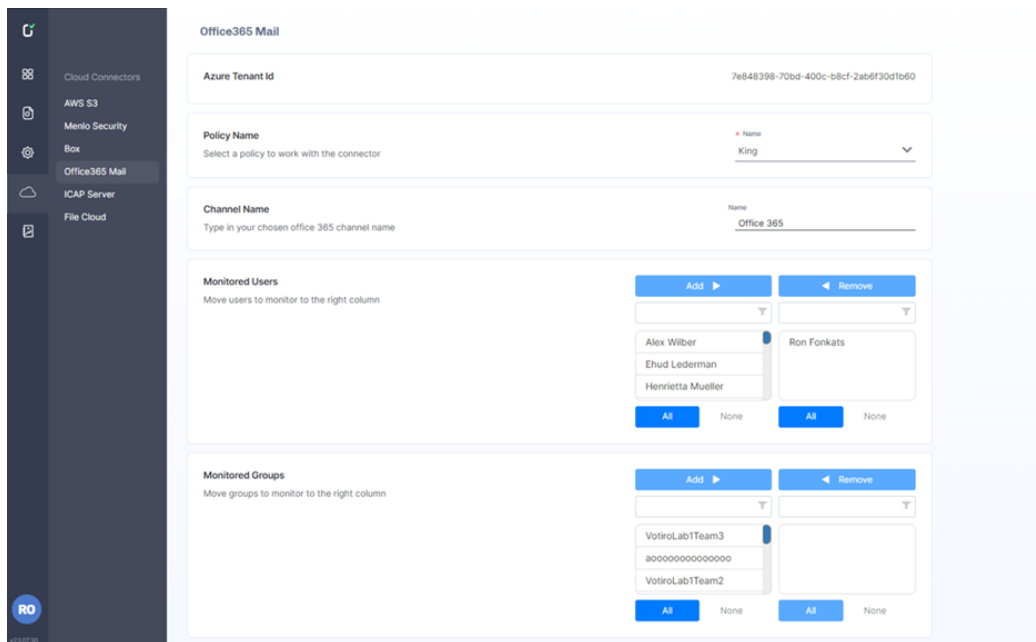 Office365 Mail
Cloud Connectors
AWS S3
Menlo Security
Box
Office365 Mail
ICAP Server
File Cloud
RO
Azure Tenant Id
7e848398-70bd-400c-b8cf-2ab6f30d1b60
Policy Name
Select a policy to work with the connector
* Name
King
Channel Name
Type in your chosen office 365 channel name
Name
Office 365
Monitored Users
Move users to monitor to the right column
Add
Remove
Alex Wilber
Ehud Lederman
Henrietta Mueller
Ron Fonkats
All
None
All
None
Monitored Groups
Move groups to monitor to the right column
Add
Remove
VotiroLab1Team3
aoooooooooooooo
VotiroLab1Team2
All
None
All
None